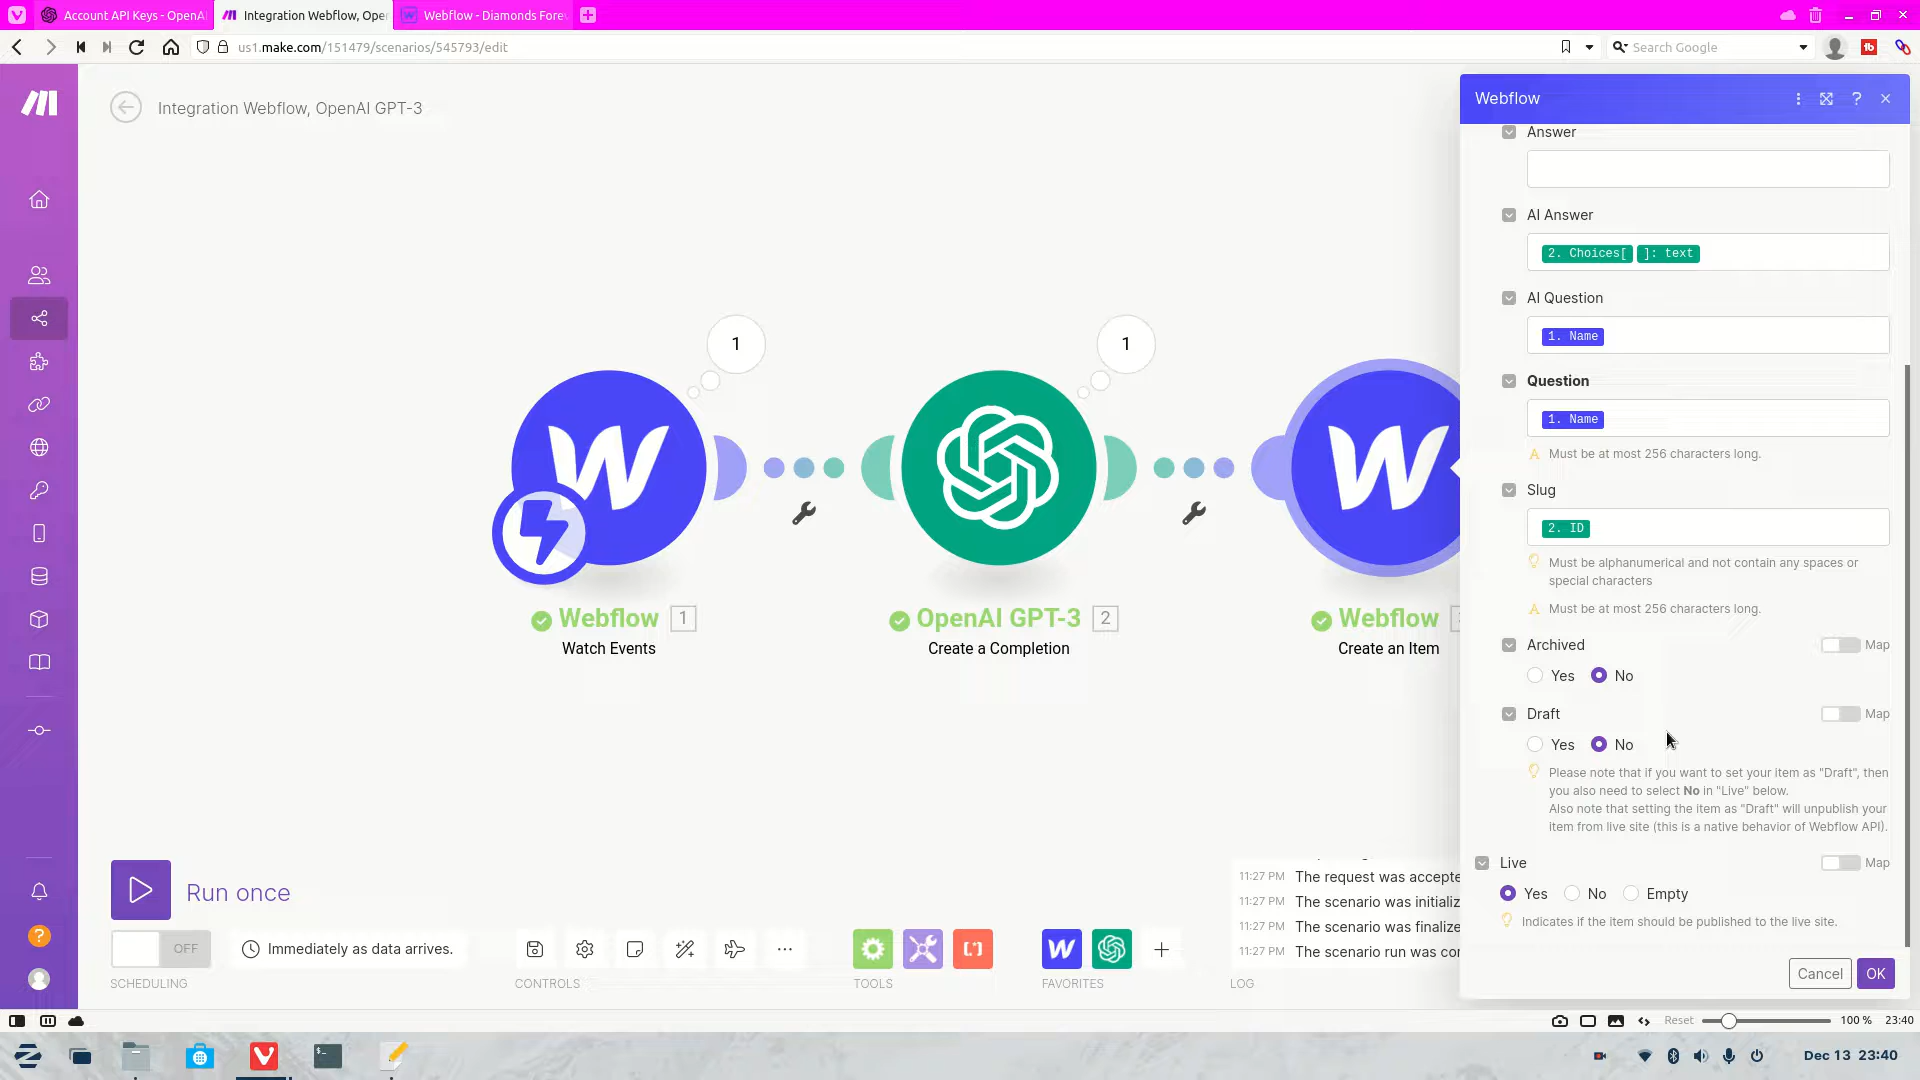 Account API Keys - OpenAI
Integration Webflow, Oper
Webflow - Diamonds Forev
us1.make.com/151479/scenarios/545793/edit
Search Google
Integration Webflow, OpenAI GPT-3
Webflow
?
Answer
AI Answer
2. Choices[ ]: text
AI Question
1. Name
Question
1. Name
Must be at most 256 characters long.
Slug
2. ID
Must be alphanumerical and not contain any spaces or
special characters
Must be at most 256 characters long.
Archived
Map
Yes No
Draft
Map
Yes No
Please note that if you want to set your item as "Draft", then
you also need to select No in "Live" below.
Also note that setting the item as "Draft" will unpublish your
item from live site (this is a native behavior of Webflow API).
Live
Map
Yes No Empty
Indicates if the item should be published to the live site.
Cancel OK
1
1
Webflow 1
Watch Events
OpenAI GPT-3 2
Create a Completion
Webflow
Create an Item
Run once
OFF
Immediately as data arrives.
SCHEDULING
CONTROLS
TOOLS
FAVORITES
LOG
11:27 PM The request was accepte
11:27 PM The scenario was initializ
11:27 PM The scenario was finalize
11:27 PM The scenario run was cor
?
Reset
100 %
23:40
Dec 13 23:40